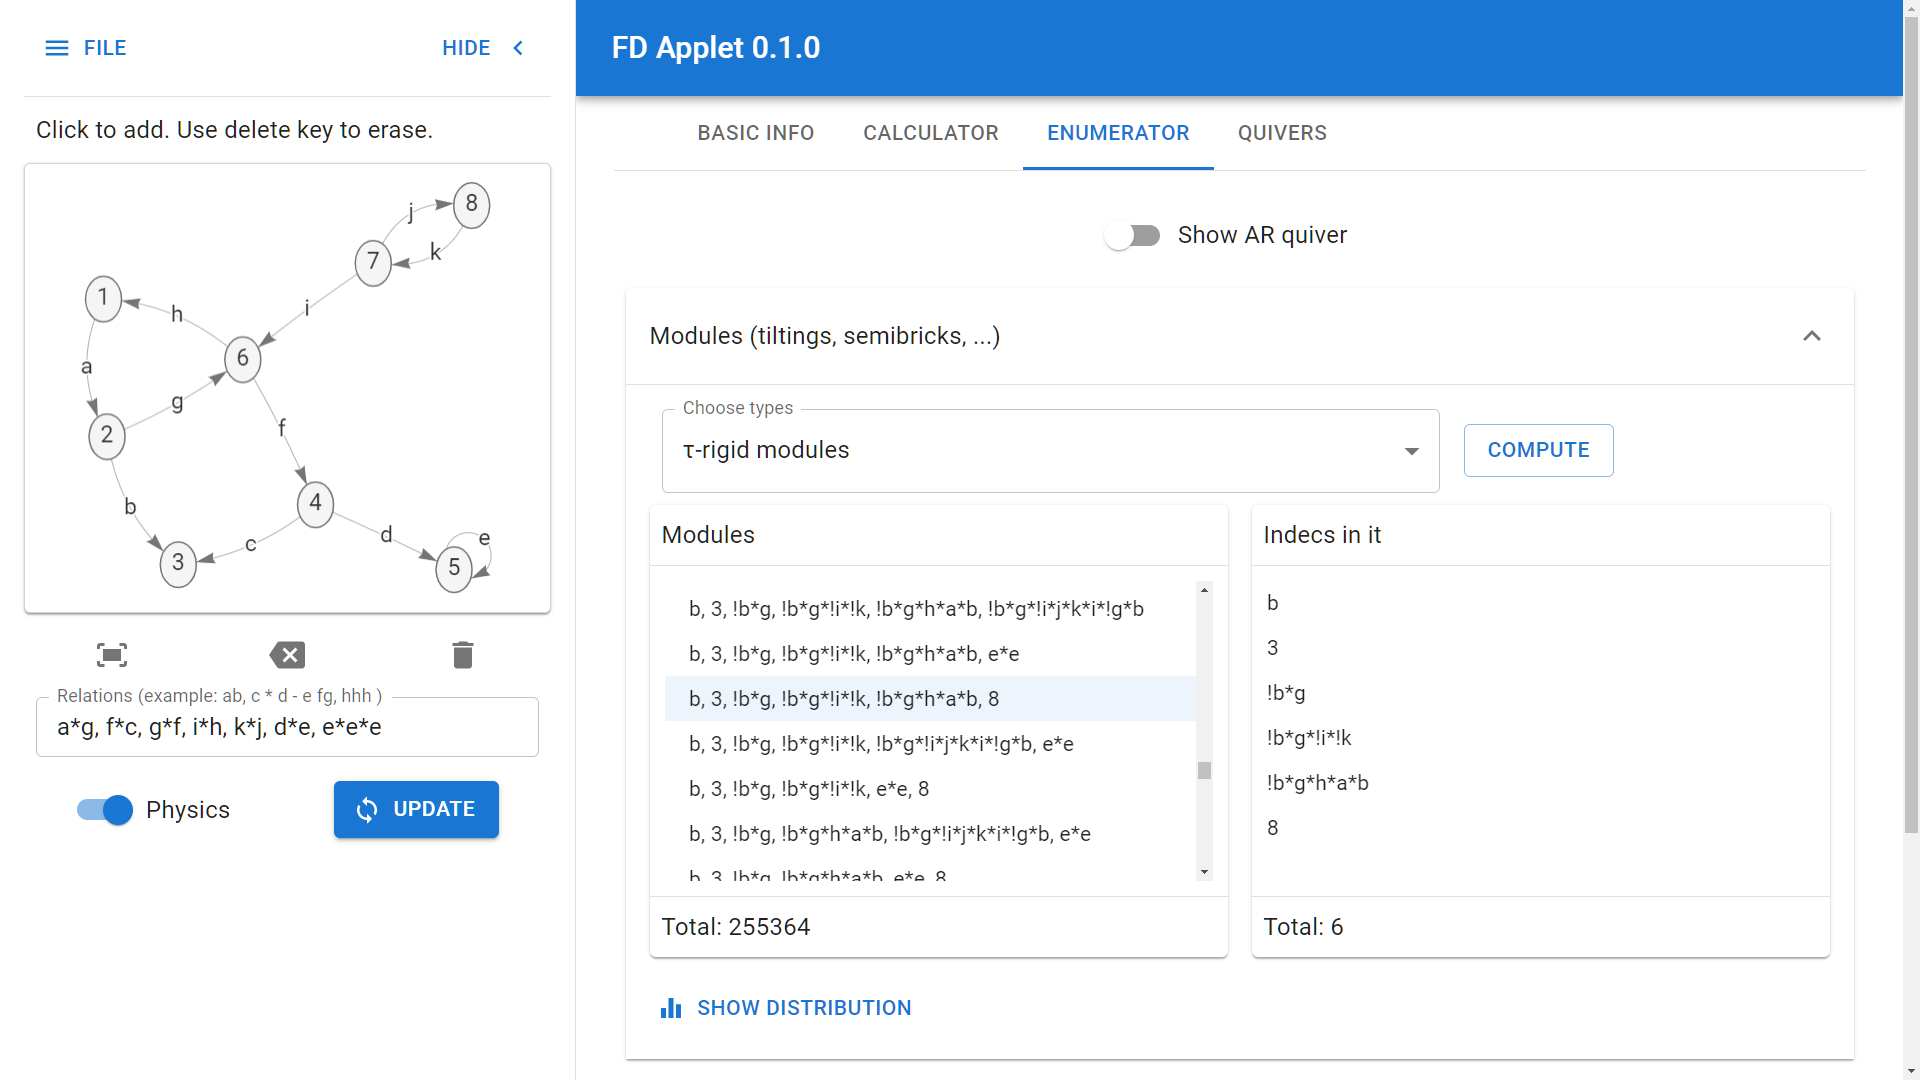 FILE
HIDE
Click to add. Use delete key to erase.
8
j
k
7
1
h
i
6
a
g
f
2
b
4
d
c
e
3
5
Relations (example: ab, c * d - e fg, hhh )
a*g, f*c, g*f, i*h, k*j, d*e, e*e*e
Physics
UPDATE
FD Applet 0.1.0
BASIC INFO
CALCULATOR
ENUMERATOR
QUIVERS
Show AR quiver
Modules (tiltings, semibricks, ...)
Choose types
τ-rigid modules
COMPUTE
Modules
b, 3, !b*g, !b*g*!i*!k, !b*g*h*a*b, !b*g*!i*j*k*i*!g*b
b, 3, !b*g, !b*g*!i*!k, !b*g*h*a*b, e*e
b, 3, !b*g, !b*g*!i*!k, !b*g*h*a*b, 8
b, 3, !b*g, !b*g*!i*!k, !b*g*!i*j*k*i*!g*b, e*e
b, 3, !b*g, !b*g*!i*!k, e*e, 8
b, 3, !b*g, !b*g*h*a*b, !b*g*!i*j*k*i*!g*b, e*e
b, 3, !b*g, !b*g*h*a*b, e*e, 8
Total: 255364
Indecs in it
b
3
!b*g
!b*g*!i*!k
!b*g*h*a*b
8
Total: 6
SHOW DISTRIBUTION